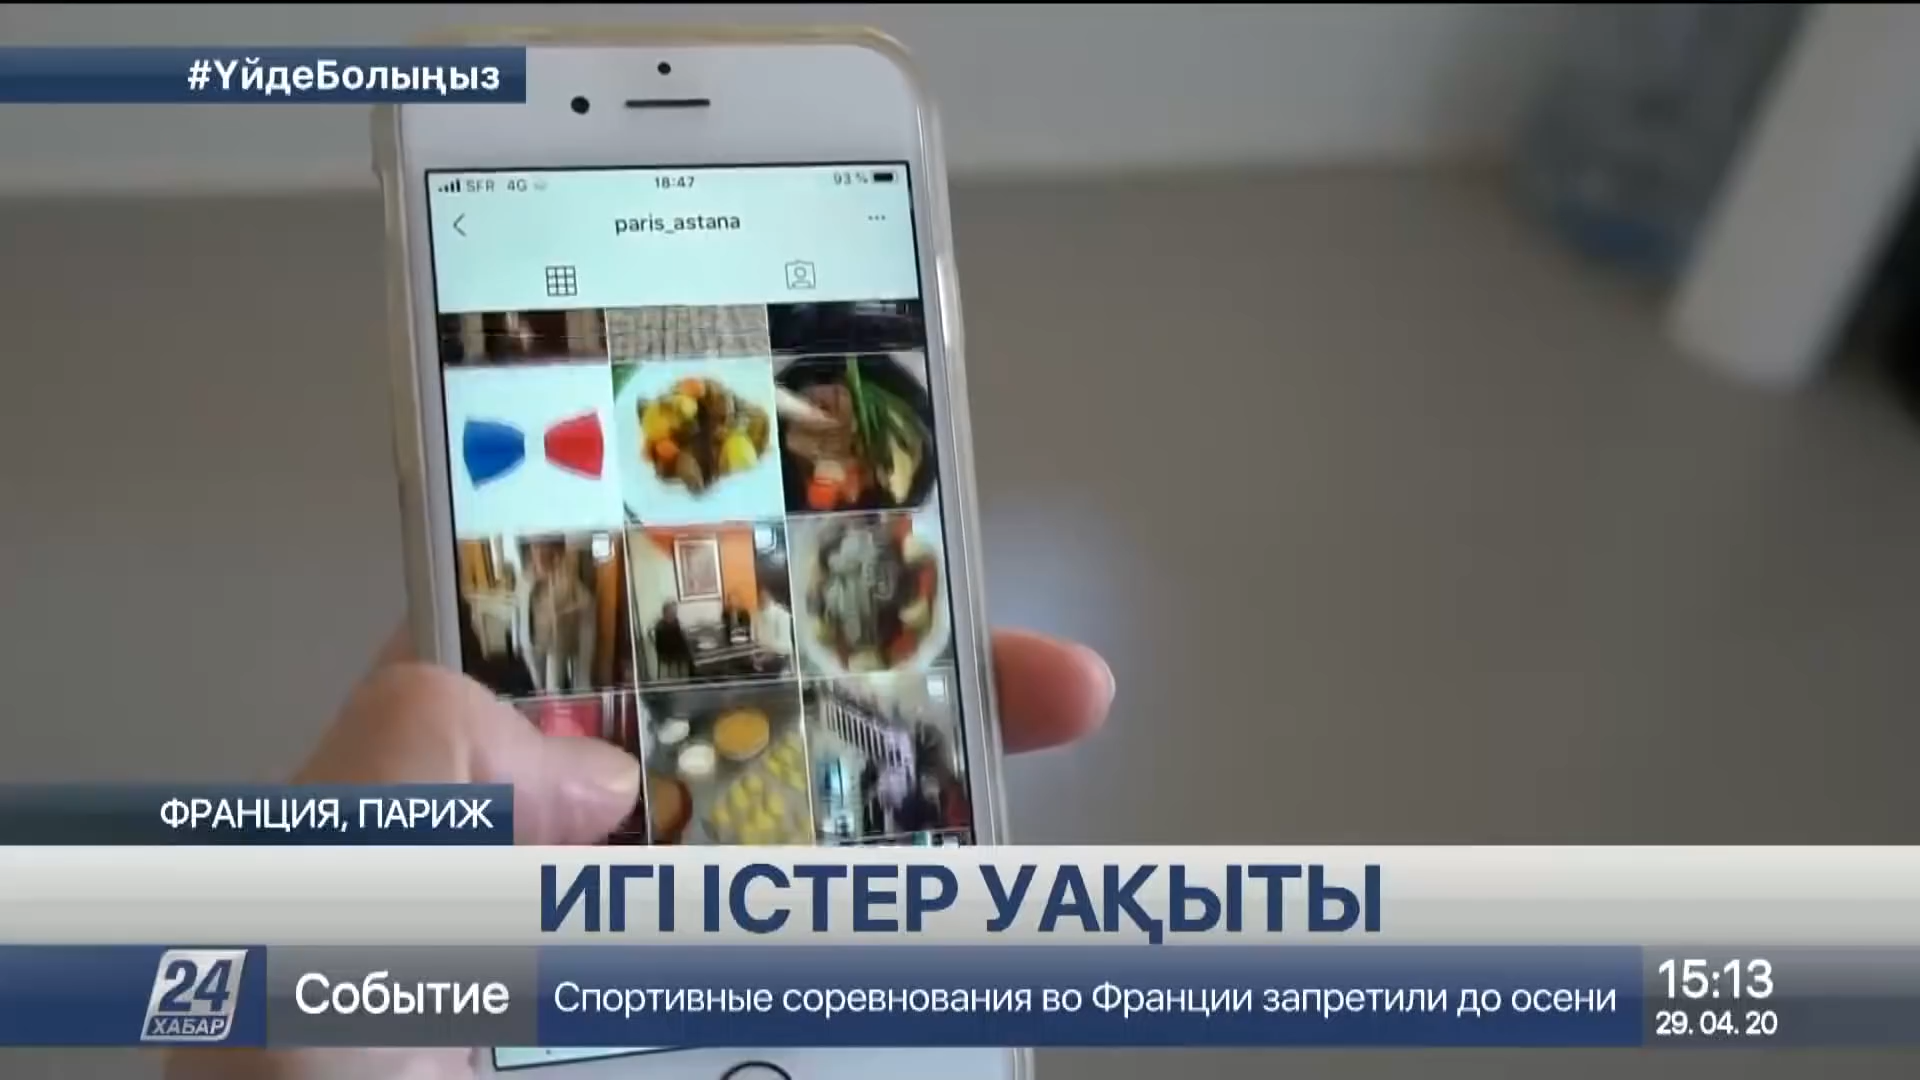 #ҮйдеБолыңыз
SFR 4G 18:47 93 %
paris_astana
ФРАНЦИЯ, ПАРИЖ
ИГІ ІСТЕР УАҚЫТЫ
24 ХАБАР
Событие
Спортивные соревнования во Франции запретили до осени
15:13
29. 04. 20